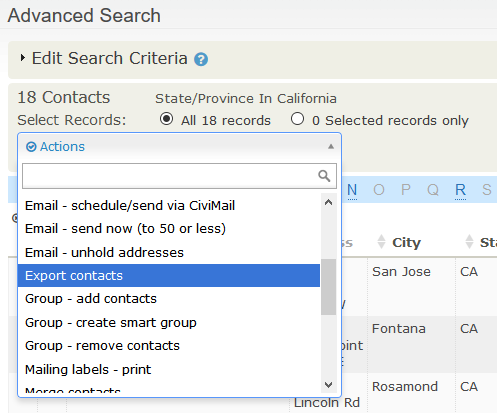 Advanced Search
Edit Search Criteria ?
18 Contacts State/Province In California
Select Records: All 18 records 0 Selected records only
Actions
N O P Q R S
Email - schedule/send via CiviMail
Email - send now (to 50 or less)
Email - unhold addresses
Export contacts
Group - add contacts
Group - create smart group
Group - remove contacts
Mailing labels - print
Merge contacts
City
San Jose CA
Fontana CA
Rosamond CA
Lincoln Rd